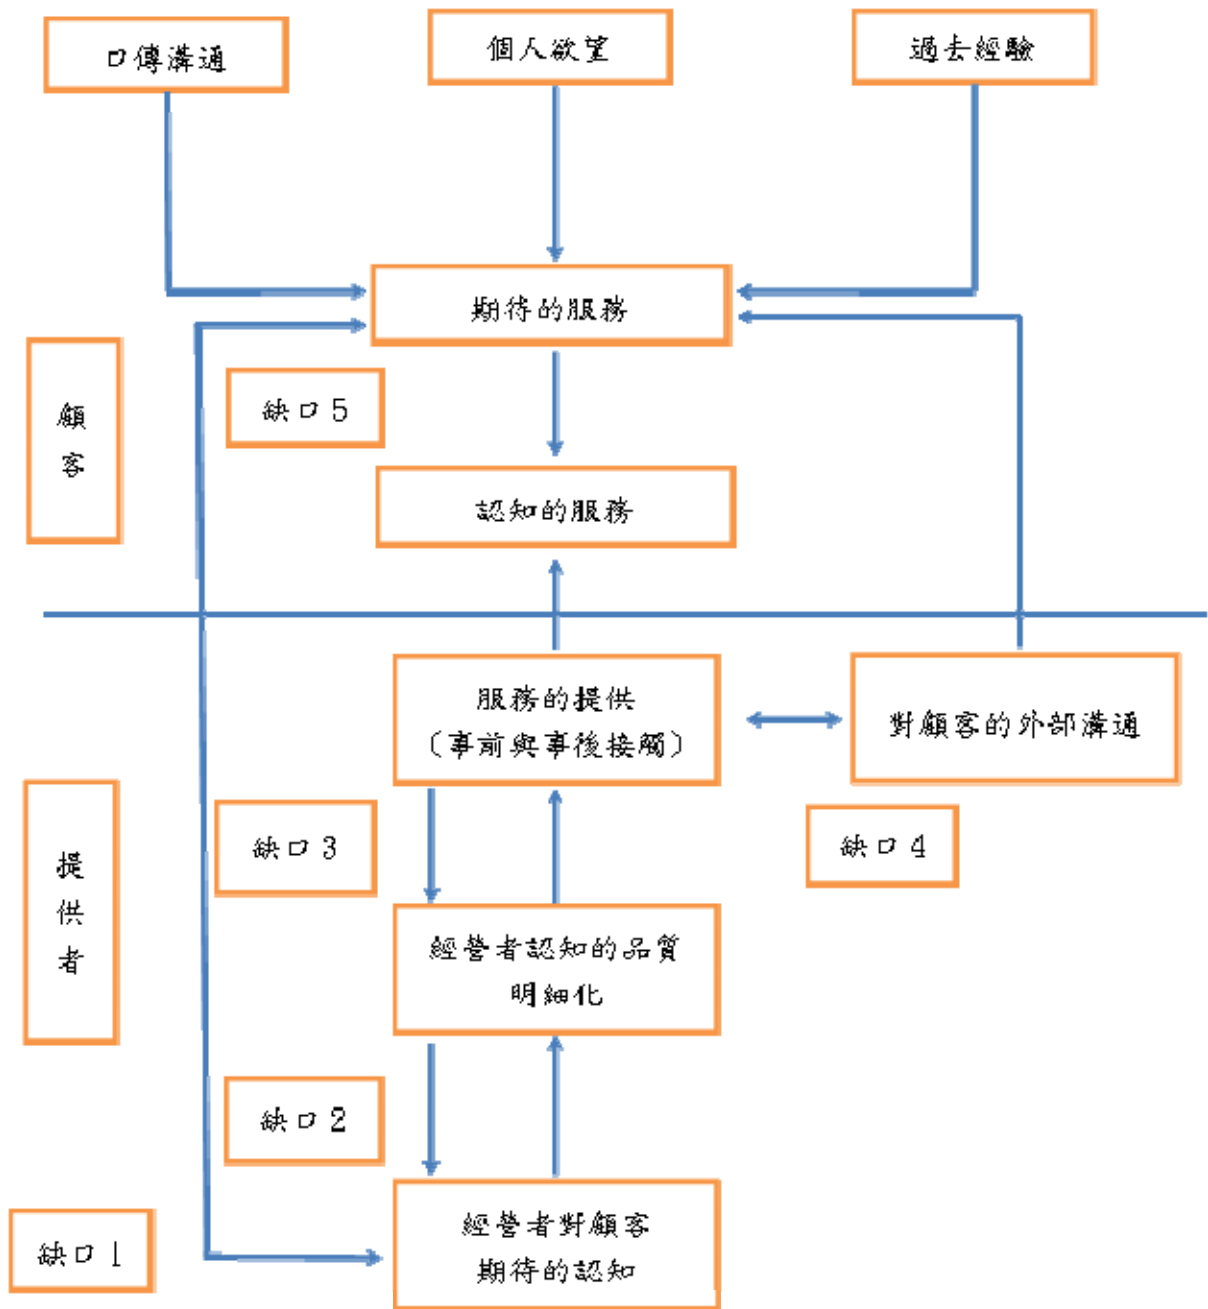 口傳溝通
個人欲望
過去經驗
期待的服務
顧
客
缺口5
認知的服務
服務的提供
(事前與事後接觸)
對顧客的外部溝通
提
供
者
缺口3
缺口4
經營者認知的品質
明細化
缺口2
缺口1
經營者對顧客
期待的認知